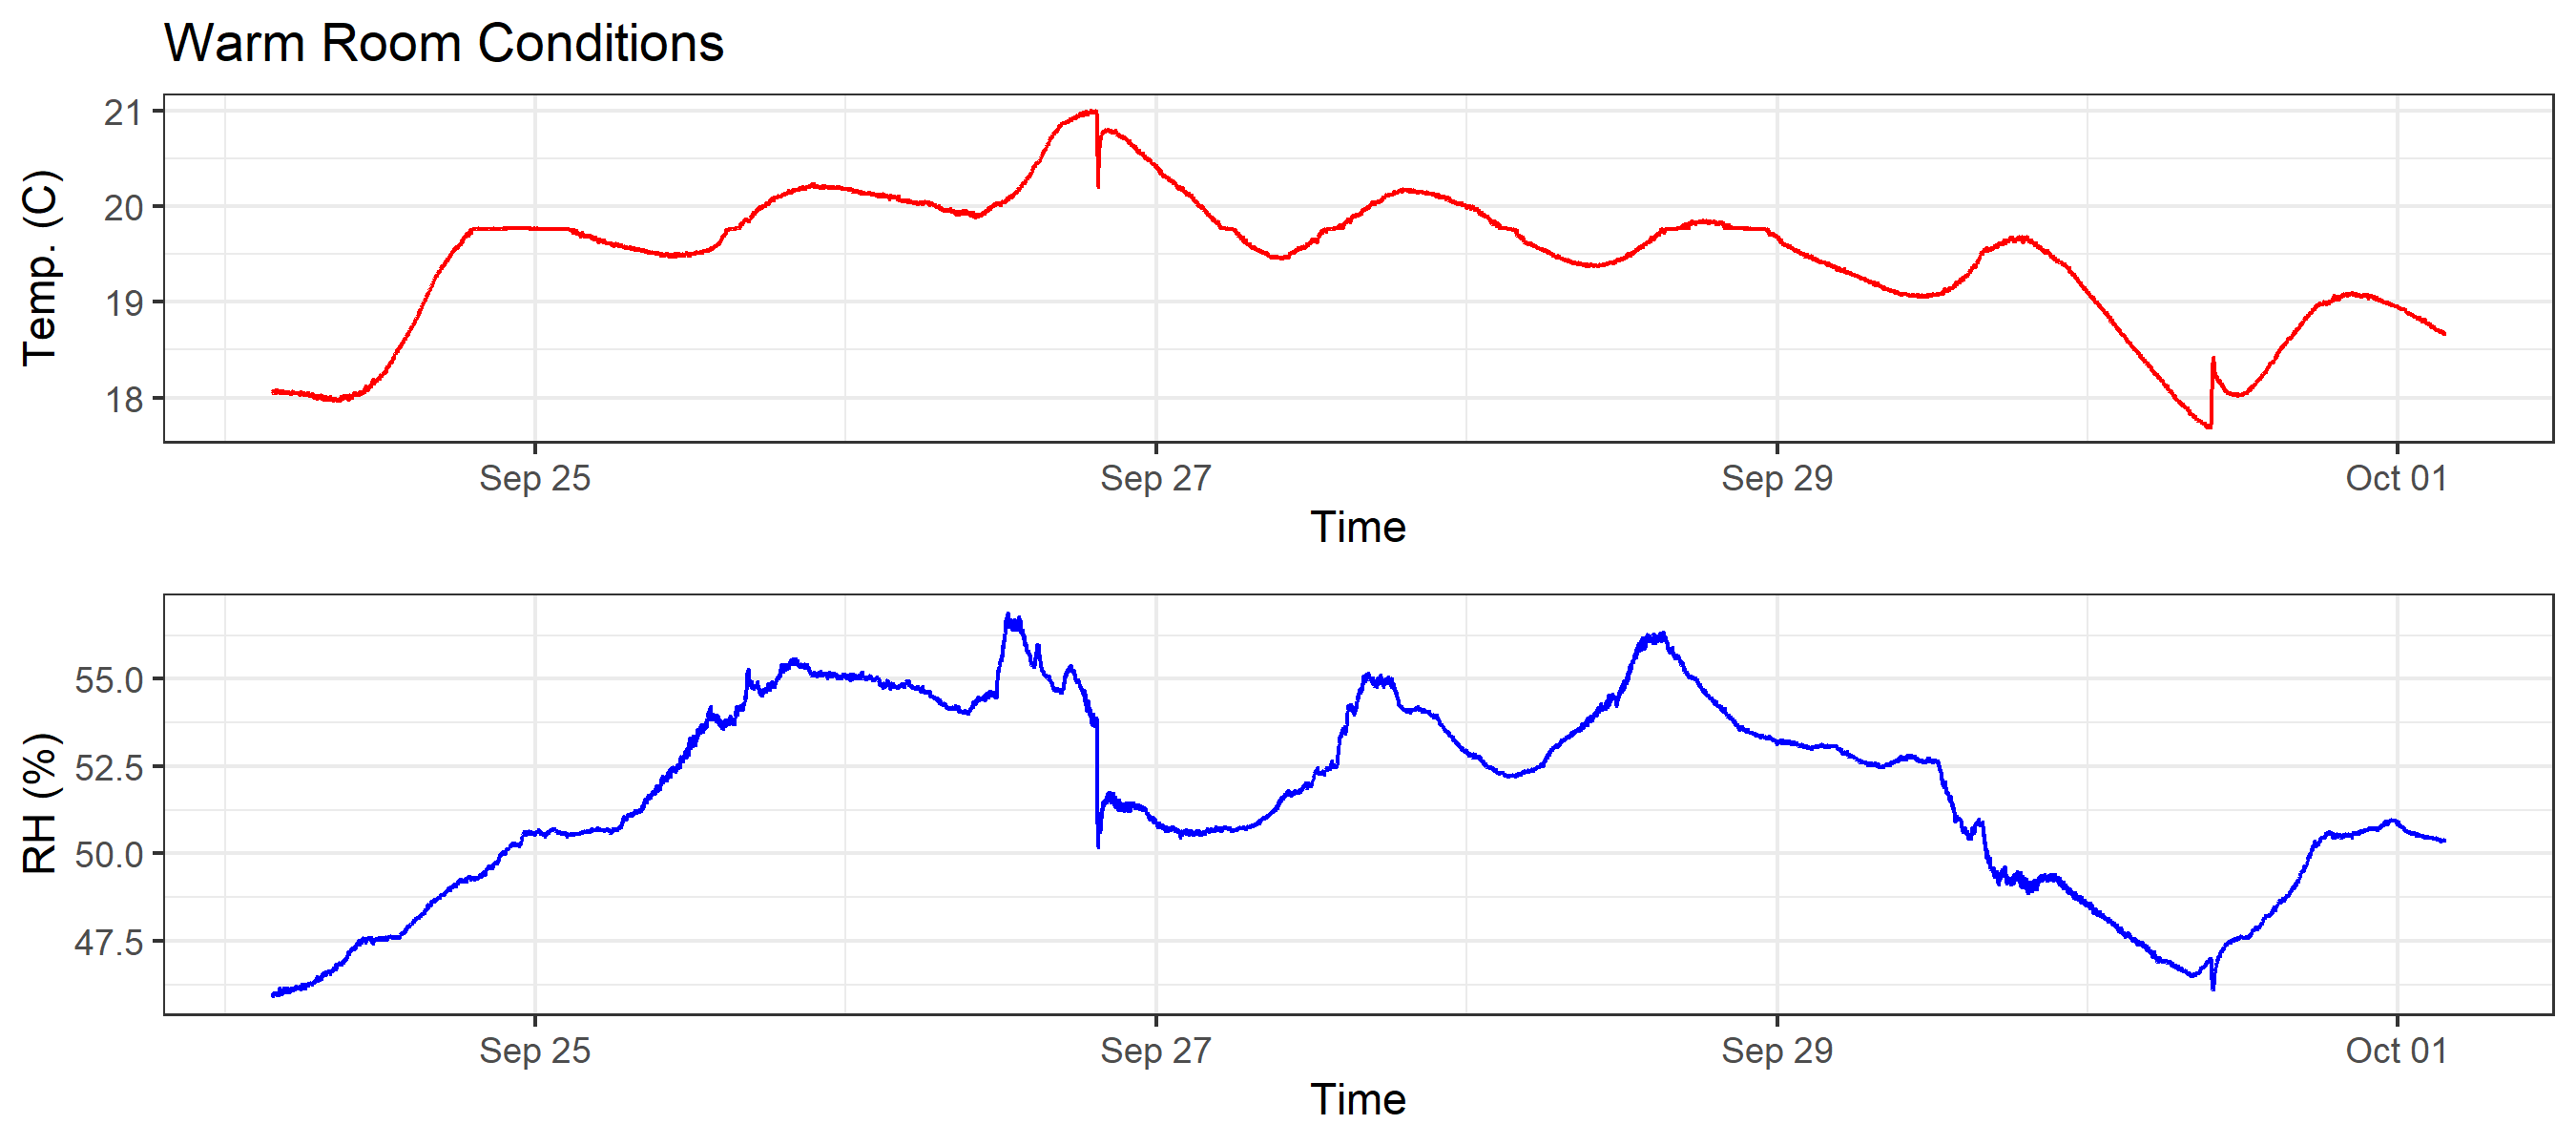 Warm Room Conditions
21
20
19
18
Temp. (C)
Sep 25 Sep 27 Sep 29 Oct 01
Time
55.0
52.5
50.0
47.5
RH (%)
Sep 25 Sep 27 Sep 29 Oct 01
Time